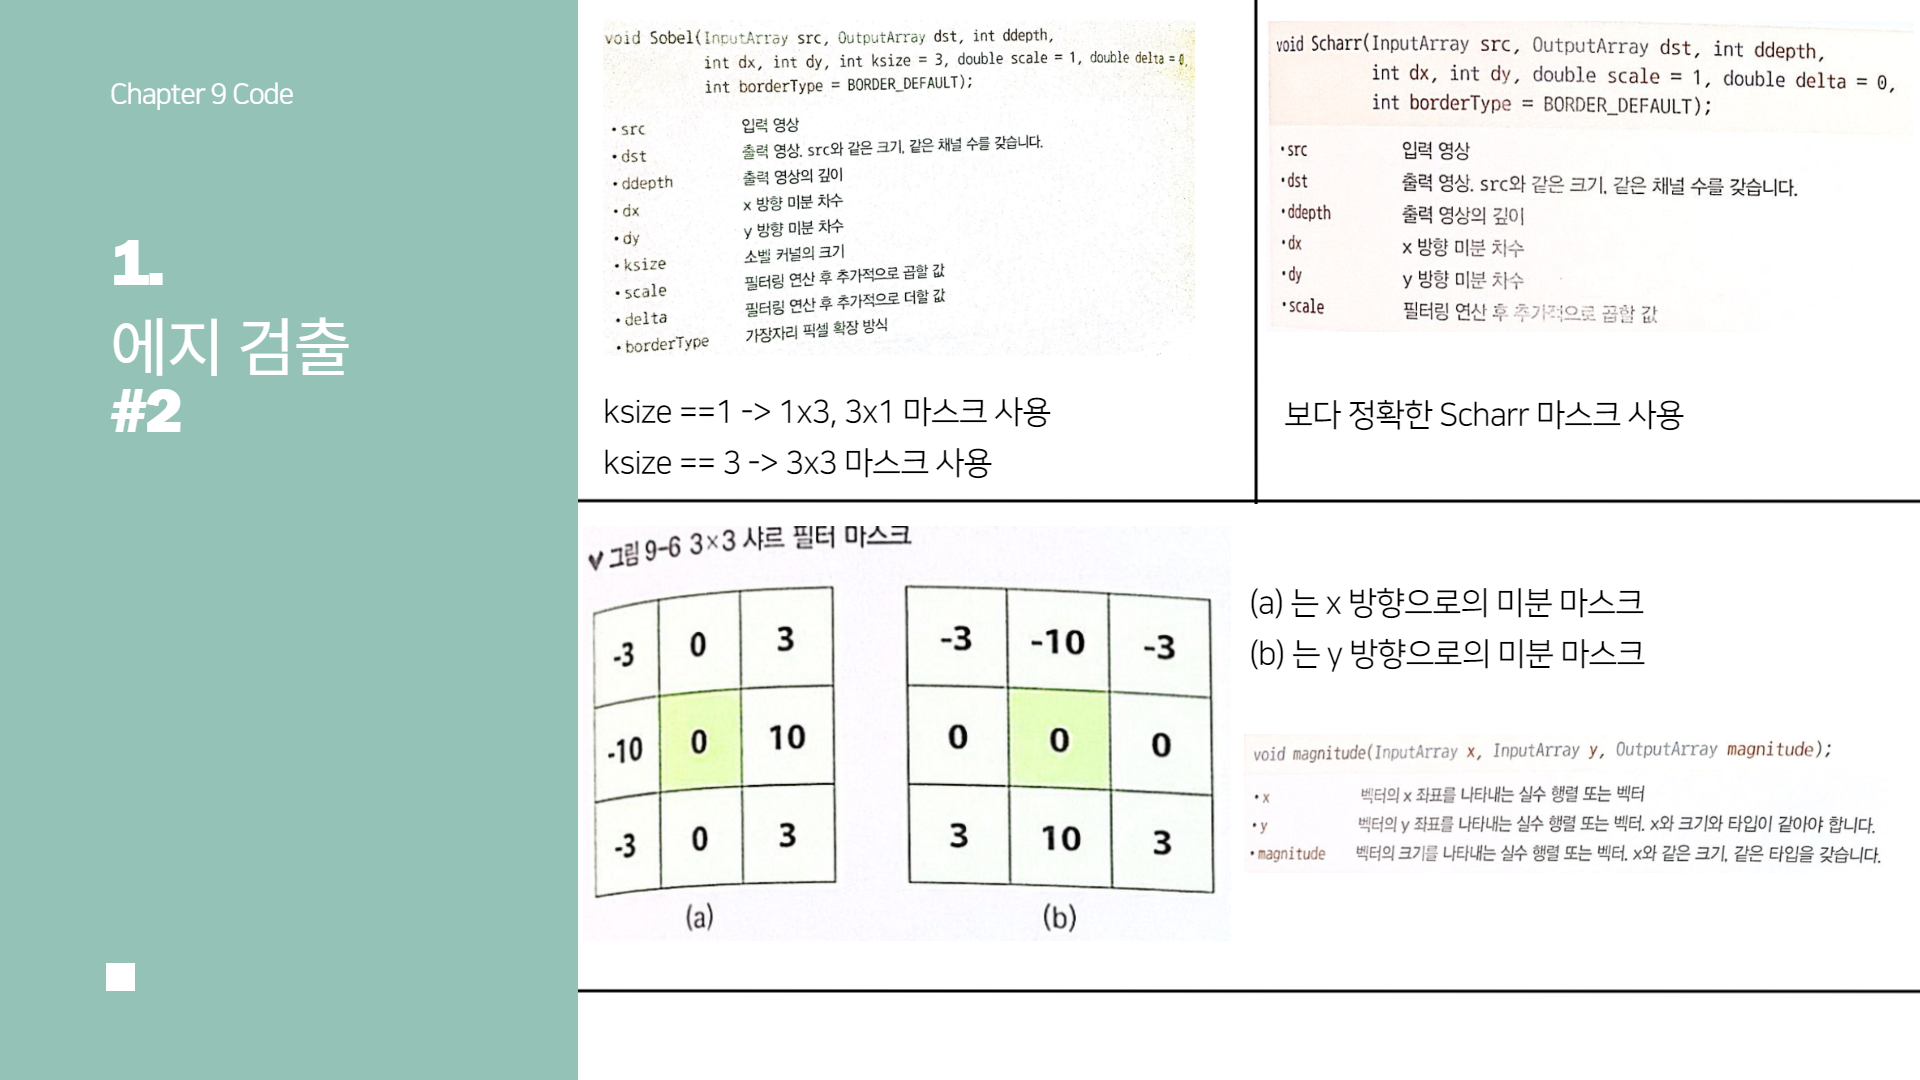 Chapter 9 Code
1.
에지 검출
#2
void Sobel(InputArray src, OutputArray dst, int ddepth,
int dx, int dy, int ksize = 3, double scale = 1, double delta = 0,
int borderType = BORDER_DEFAULT);
• src 입력 영상
• dst 출력 영상. src와 같은 크기, 같은 채널 수를 갖습니다.
• ddepth 출력 영상의 깊이
• dx x 방향 미분 차수
• dy y 방향 미분 차수
• ksize 소벨 커널의 크기
• scale 필터링 연산 후 추가적으로 곱할 값
• delta 필터링 연산 후 추가적으로 더할 값
• borderType 가장자리 픽셀 확장 방식
ksize ==1 -> 1x3, 3x1 마스크 사용
ksize == 3 -> 3x3 마스크 사용
void Scharr(InputArray src, OutputArray dst, int ddepth,
int dx, int dy, double scale = 1, double delta = 0,
int borderType = BORDER_DEFAULT);
• src 입력 영상
• dst 출력 영상. src와 같은 크기, 같은 채널 수를 갖습니다.
• ddepth 출력 영상의 깊이
• dx x 방향 미분 차수
• dy y 방향 미분 차수
• scale 필터링 연산 후 추가적으로 곱할 값
보다 정확한 Scharr 마스크 사용
그림 9-6 3×3 샤르 필터 마스크
-3 0 3
-10 0 10
-3 0 3
(a)
-3 -10 -3
0 0 0
3 10 3
(b)
(a) 는 x 방향으로의 미분 마스크
(b) 는 y 방향으로의 미분 마스크
void magnitude(InputArray x, InputArray y, OutputArray magnitude);
• x 벡터의 x 좌표를 나타내는 실수 행렬 또는 벡터
• y 벡터의 y 좌표를 나타내는 실수 행렬 또는 벡터. x와 크기와 타입이 같아야 합니다.
• magnitude 벡터의 크기를 나타내는 실수 행렬 또는 벡터. x와 같은 크기, 같은 타입을 갖습니다.